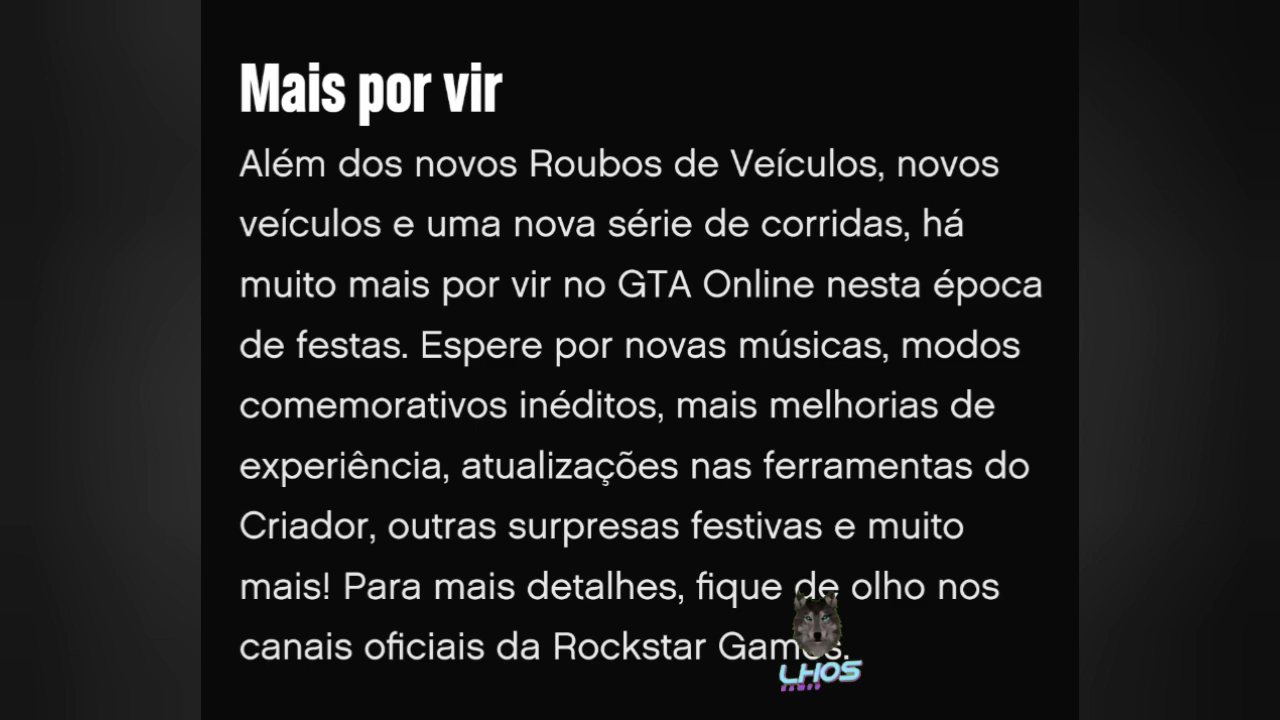 Mais por vir
Além dos novos Roubos de Veículos, novos
veículos e uma nova série de corridas, há
muito mais por vir no GTA Online nesta época
de festas. Espere por novas músicas, modos
comemorativos inéditos, mais melhorias de
experiência, atualizações nas ferramentas do
Criador, outras surpresas festivas e muito
mais! Para mais detalhes, fique de olho nos
canais oficiais da Rockstar Games.
LHOS